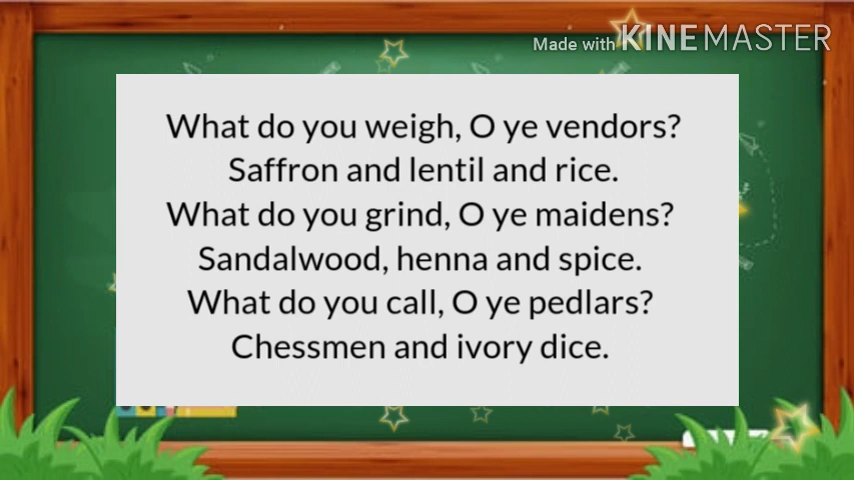 Made with KINEMASTER
What do you weigh, O ye vendors?
Saffron and lentil and rice.
What do you grind, O ye maidens?
Sandalwood, henna and spice.
What do you call, O ye pedlars?
Chessmen and ivory dice.